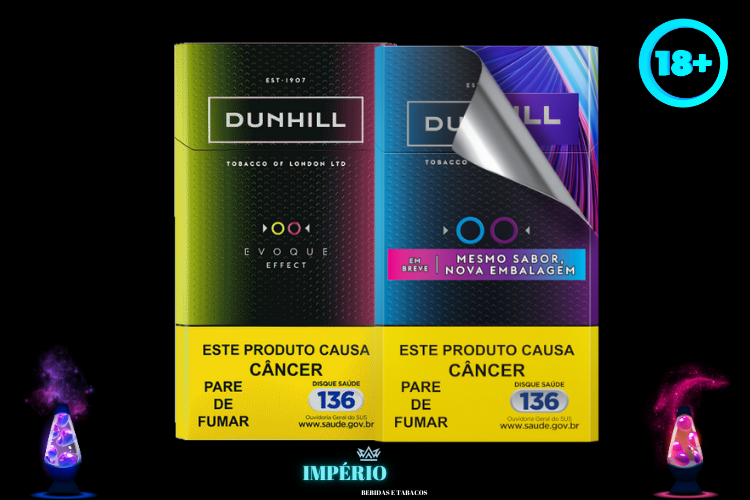 18+
EST•1907
DUNHILL
TOBACCO OF LONDON LTD
EVOQUE
EFFECT
ESTE PRODUTO CAUSA
CÂNCER
PARE
DE
FUMAR
DISQUE SAÚDE
136
Ouvidoria Geral do SUS
www.saude.gov.br
DU
LL
TOBACCO
EM
BREVE
MESMO SABOR,
NOVA EMBALAGEM
ESTE PRODUTO CAUSA
CÂNCER
PARE
DE
FUMAR
DISQUE SAÚDE
136
Ouvidoria Geral do SUS
www.saude.gov.br
IMPÉRIO
BEBIDAS E TABACOS